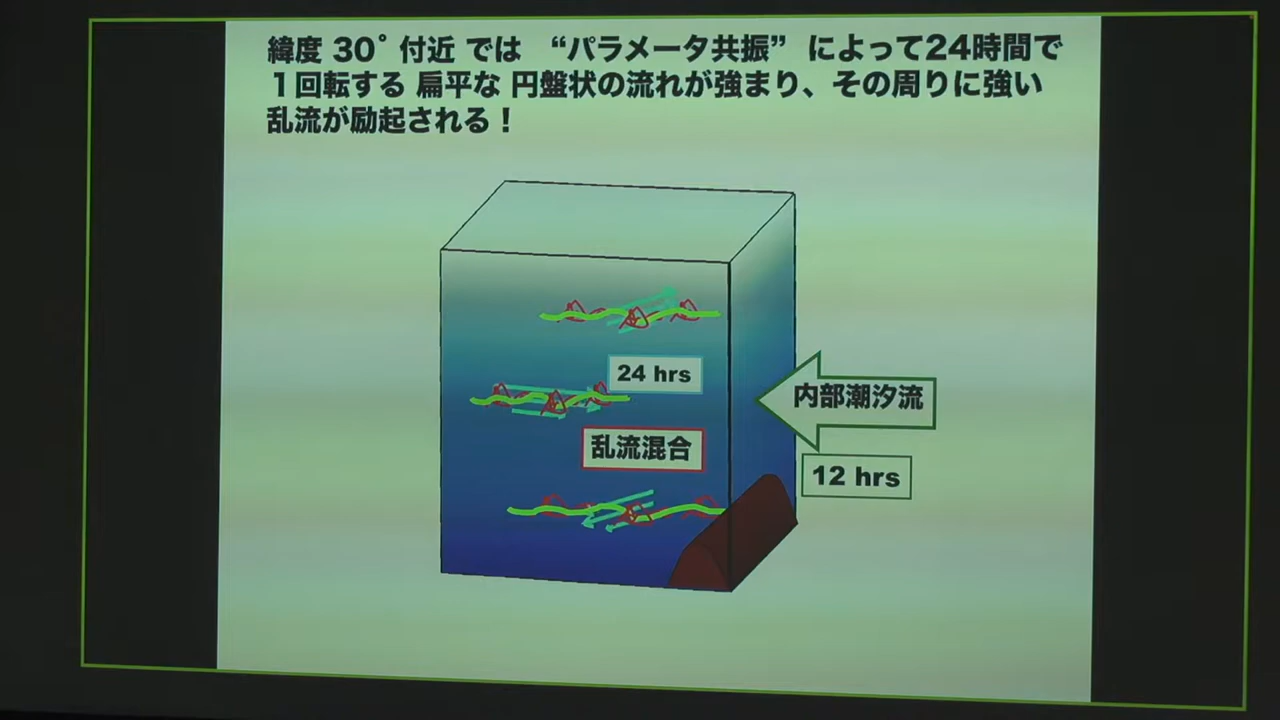 緯度 30ﾟ 付近 では “パラメータ共振” によって24時間で
１回転する 扁平な 円盤状の流れが強まり、その周りに強い
乱流が励起される！
24 hrs
内部潮汐流
乱流混合
12 hrs